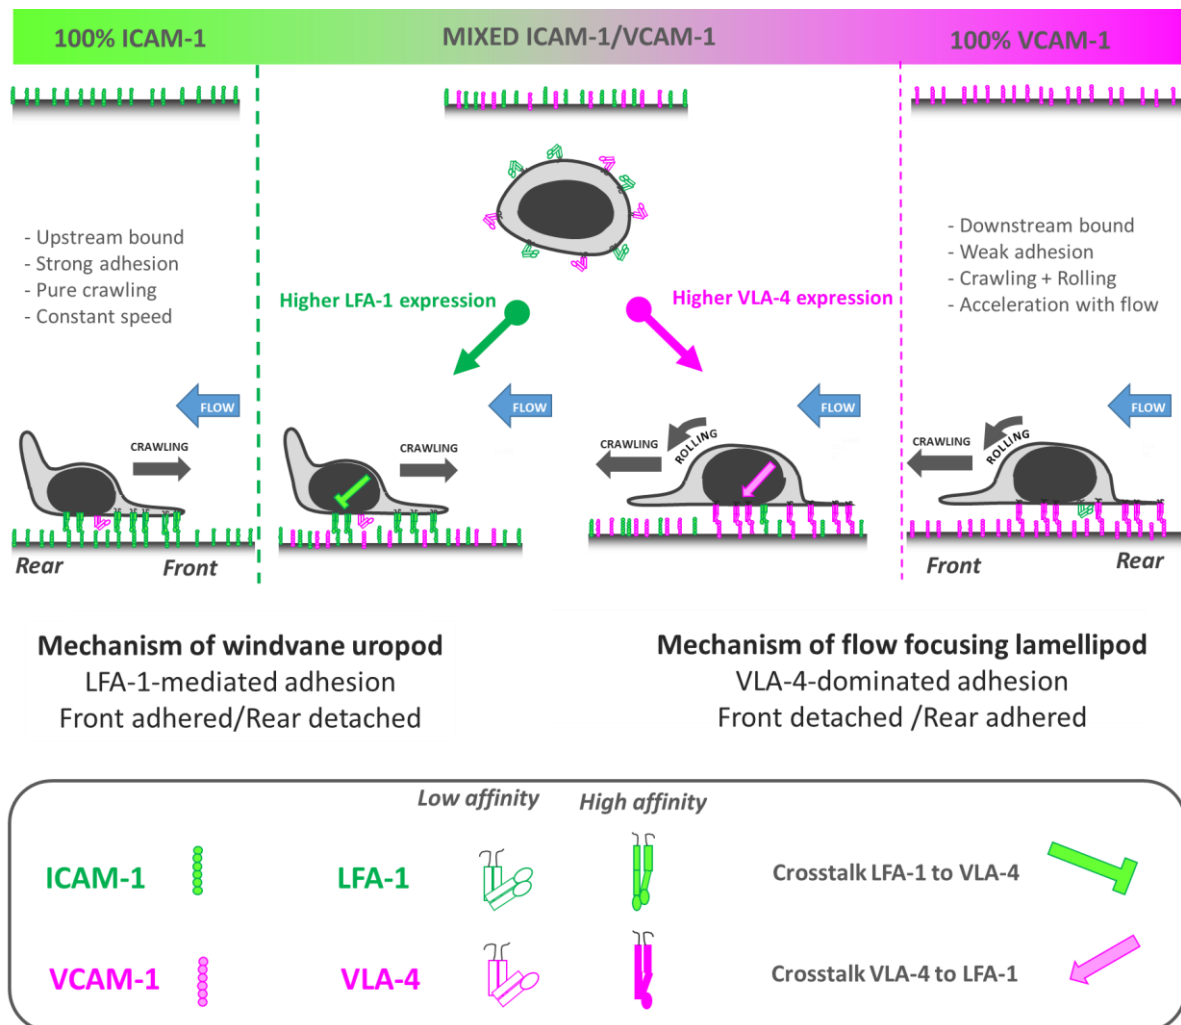 100% ICAM-1
MIXED ICAM-1/VCAM-1
100% VCAM-1
- Upstream bound
- Strong adhesion
- Pure crawling
- Constant speed
Higher LFA-1 expression
Higher VLA-4 expression
- Downstream bound
- Weak adhesion
- Crawling + Rolling
- Acceleration with flow
FLOW
FLOW
FLOW
FLOW
CRAWLING
CRAWLING
CRAWLING
ROLLING
CRAWLING
ROLLING
Rear
Front
Front
Rear
Mechanism of windvane uropod
LFA-1-mediated adhesion
Front adhered/Rear detached
Mechanism of flow focusing lamellipod
VLA-4-dominated adhesion
Front detached /Rear adhered
Low affinity
High affinity
ICAM-1
LFA-1
Crosstalk LFA-1 to VLA-4
VCAM-1
VLA-4
Crosstalk VLA-4 to LFA-1